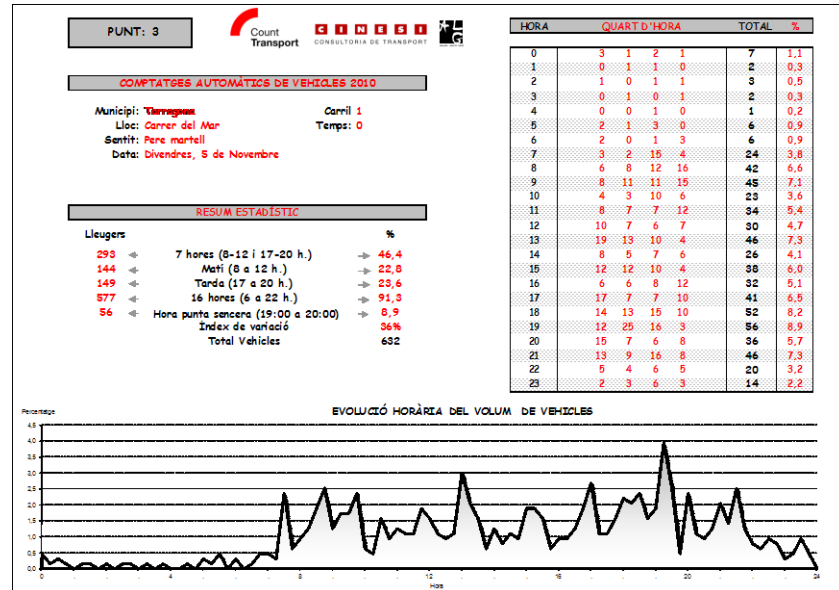 PUNT: 3
Count
Transport
CINESI
CONSULTORIA DE TRANSPORT
COMPTATGES AUTOMÀTICS DE VEHICLES 2010
Municipi: Carril 1
Lloc: Carrer del Mar Temps: 0
Sentit: Pere martell
Data: Divendres, 5 de Novembre
RESUM ESTADÍSTIC
Lleugers %
293 7 hores (8-12 i 17-20 h.) 46,4
144 Matí (8 a 12 h.) 22,8
149 Tarda (17 a 20 h.) 23,6
577 16 hores (6 a 22 h.) 91,3
56 Hora punta sencera (19:00 a 20:00) 8,9
Índex de variació 36%
Total Vehicles 632
HORA QUART D'HORA TOTAL %
0 3 1 2 1 7 1,1
1 0 1 1 0 2 0,3
2 1 0 1 1 3 0,5
3 0 1 0 1 2 0,3
4 0 0 1 0 1 0,2
5 2 1 3 0 6 0,9
6 2 0 1 3 6 0,9
7 3 2 15 4 24 3,8
8 6 8 12 16 42 6,6
9 8 11 11 15 45 7,1
10 4 3 10 6 23 3,6
11 8 7 7 12 34 5,4
12 10 7 6 7 30 4,7
13 19 13 10 4 46 7,3
14 8 5 7 6 26 4,1
15 12 12 10 4 38 6,0
16 6 6 8 12 32 5,1
17 17 7 7 10 41 6,5
18 14 13 15 10 52 8,2
19 12 25 16 3 56 8,9
20 15 7 6 8 36 5,7
21 13 9 16 8 46 7,3
22 5 4 6 5 20 3,2
23 2 3 6 3 14 2,2
Percentatge
EVOLUCIÓ HORÀRIA DEL VOLUM DE VEHICLES
4,5
4,0
3,5
3,0
2,5
2,0
1,5
1,0
0,5
0,0
0 4 8 12 16 20 24
Hora